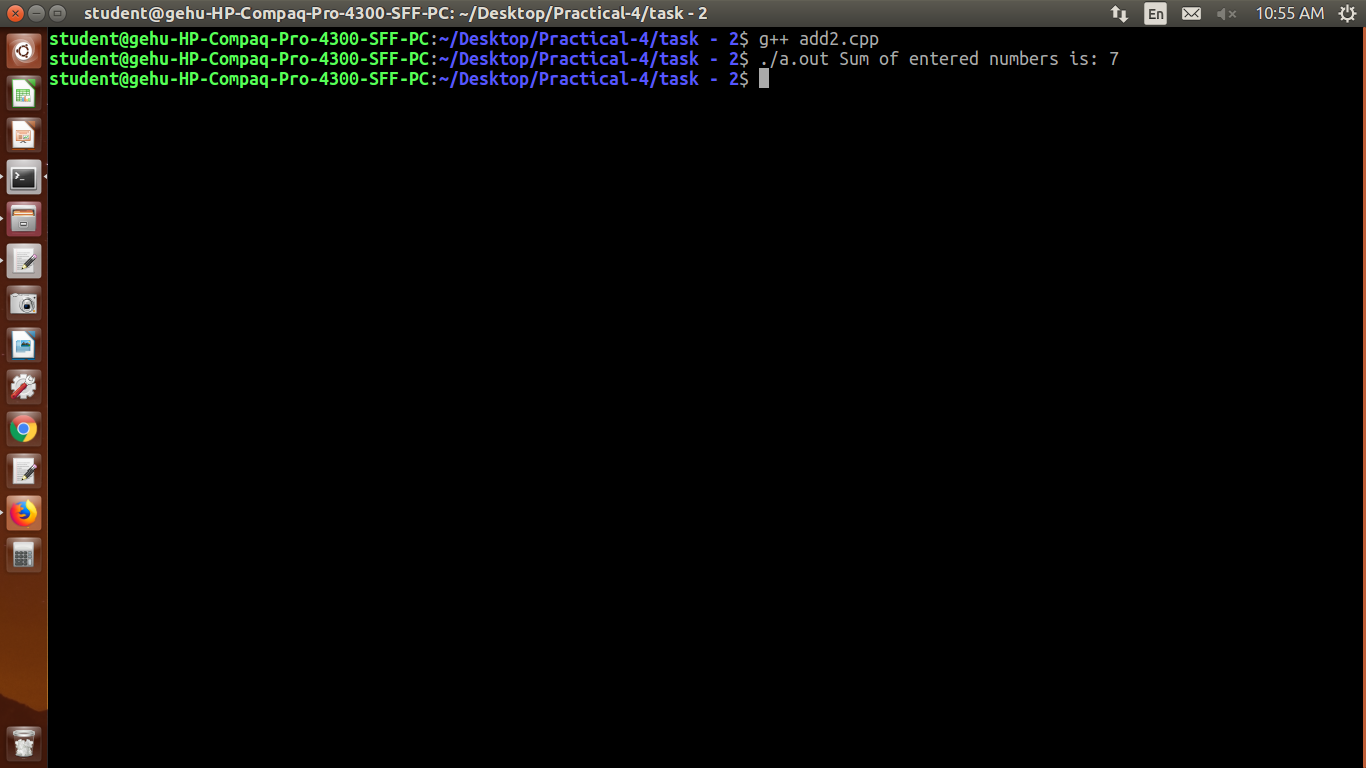 student@gehu-HP-Compaq-Pro-4300-SFF-PC: ~/Desktop/Practical-4/task - 2
En
10:55 AM
student@gehu-HP-Compaq-Pro-4300-SFF-PC:~/Desktop/Practical-4/task - 2$ g++ add2.cpp
student@gehu-HP-Compaq-Pro-4300-SFF-PC:~/Desktop/Practical-4/task - 2$ ./a.out Sum of entered numbers is: 7
student@gehu-HP-Compaq-Pro-4300-SFF-PC:~/Desktop/Practical-4/task - 2$